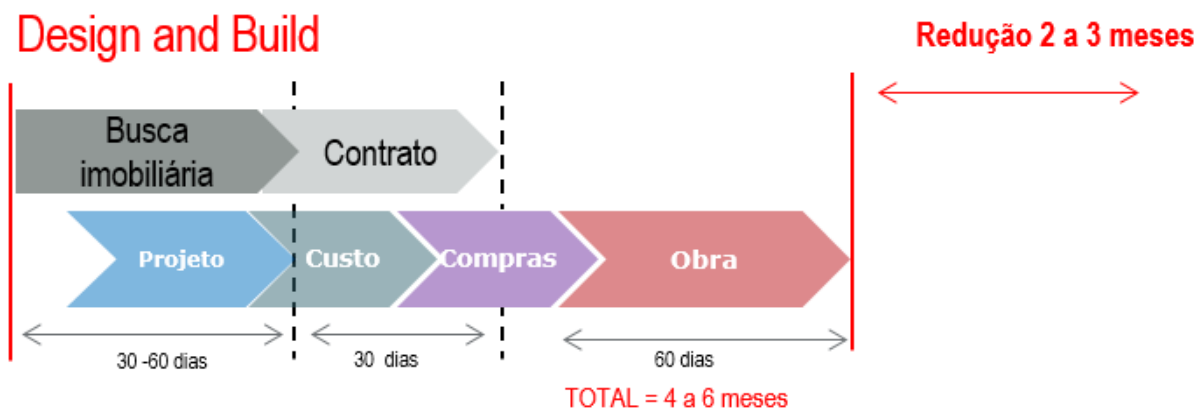 Design and Build
Redução 2 a 3 meses
Busca
imobiliária
Contrato
Projeto
Custo
Compras
Obra
30 -60 dias
30 dias
60 dias
TOTAL = 4 a 6 meses